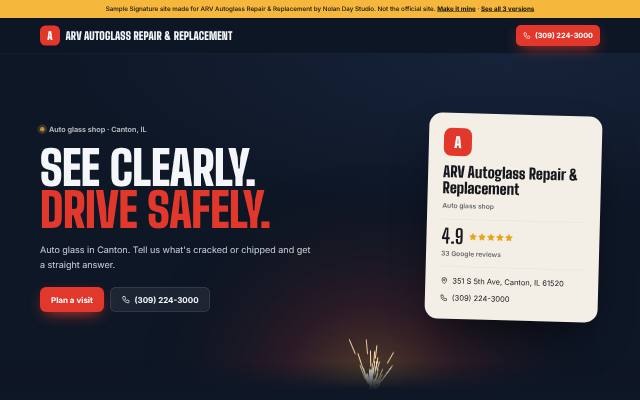 Sample Signature site made for ARV Autoglass Repair & Replacement by Nolan Day Studio. Not the official site. Make it mine · See all 3 versions
A ARV AUTOGLASS REPAIR & REPLACEMENT
(309) 224-3000
Auto glass shop · Canton, IL
SEE CLEARLY.
DRIVE SAFELY.
Auto glass in Canton. Tell us what's cracked or chipped and get
a straight answer.
Plan a visit
(309) 224-3000
A
ARV Autoglass Repair &
Replacement
Auto glass shop
4.9 ★★★★★
33 Google reviews
351 S 5th Ave, Canton, IL 61520
(309) 224-3000